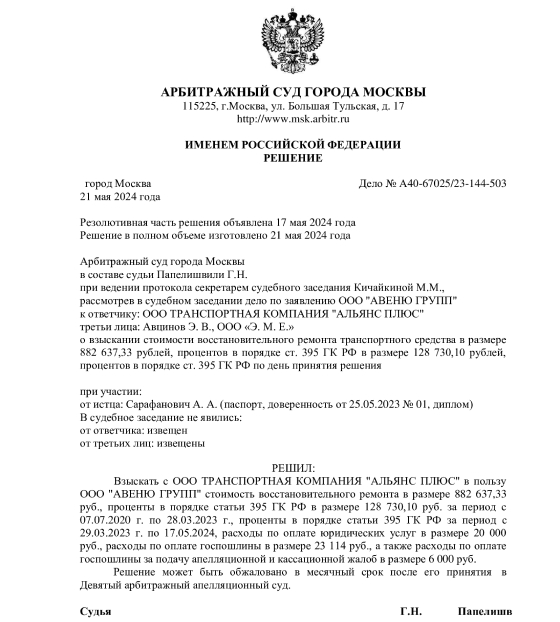 АРБИТРАЖНЫЙ СУД ГОРОДА МОСКВЫ
115225, г.Москва, ул. Большая Тульская, д. 17
http://www.msk.arbitr.ru
ИМЕНЕМ РОССИЙСКОЙ ФЕДЕРАЦИИ
РЕШЕНИЕ
город Москва Дело № А40-67025/23-144-503
21 мая 2024 года
Резолютивная часть решения объявлена 17 мая 2024 года
Решение в полном объеме изготовлено 21 мая 2024 года
Арбитражный суд города Москвы
в составе судьи Папелишвили Г.Н.
при ведении протокола секретарем судебного заседания Кичайкиной М.М.,
рассмотрев в судебном заседании дело по заявлению ООО "АВЕНЮ ГРУПП"
к ответчику: ООО ТРАНСПОРТНАЯ КОМПАНИЯ "АЛЬЯНС ПЛЮС"
третьи лица: Авцинов Э. В., ООО «Э. М. Е.»
о взыскании стоимости восстановительного ремонта транспортного средства в размере
882 637,33 рублей, процентов в порядке ст. 395 ГК РФ в размере 128 730,10 рублей,
процентов в порядке ст. 395 ГК РФ по день принятия решения
при участии:
от истца: Сарафанович А. А. (паспорт, доверенность от 25.05.2023 № 01, диплом)
В судебное заседание не явились:
от ответчика: извещен
от третьих лиц: извещены
РЕШИЛ:
Взыскать с ООО ТРАНСПОРТНАЯ КОМПАНИЯ "АЛЬЯНС ПЛЮС" в пользу
ООО "АВЕНЮ ГРУПП" стоимость восстановительного ремонта в размере 882 637,33
руб., проценты в порядке статьи 395 ГК РФ в размере 128 730,10 руб. за период с
07.07.2020 г. по 28.03.2023 г., проценты в порядке статьи 395 ГК РФ за период с
29.03.2023 г. по 17.05.2024, расходы по оплате юридических услуг в размере 20 000
руб., расходы по оплате госпошлины в размере 23 114 руб., а также расходы по оплате
госпошлины за подачу апелляционной и кассационной жалоб в размере 6 000 руб.
Решение может быть обжаловано в месячный срок после его принятия в
Девятый арбитражный апелляционный суд.
Судья Г.Н. Папелишв